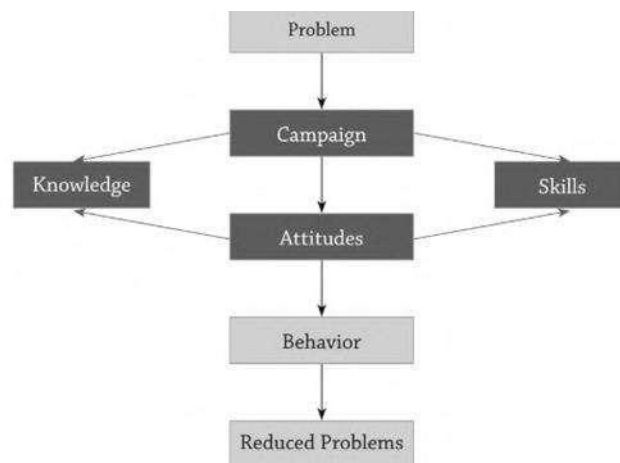 Problem
Campaign
Knowledge
Skills
Attitudes
Behavior
Reduced Problems